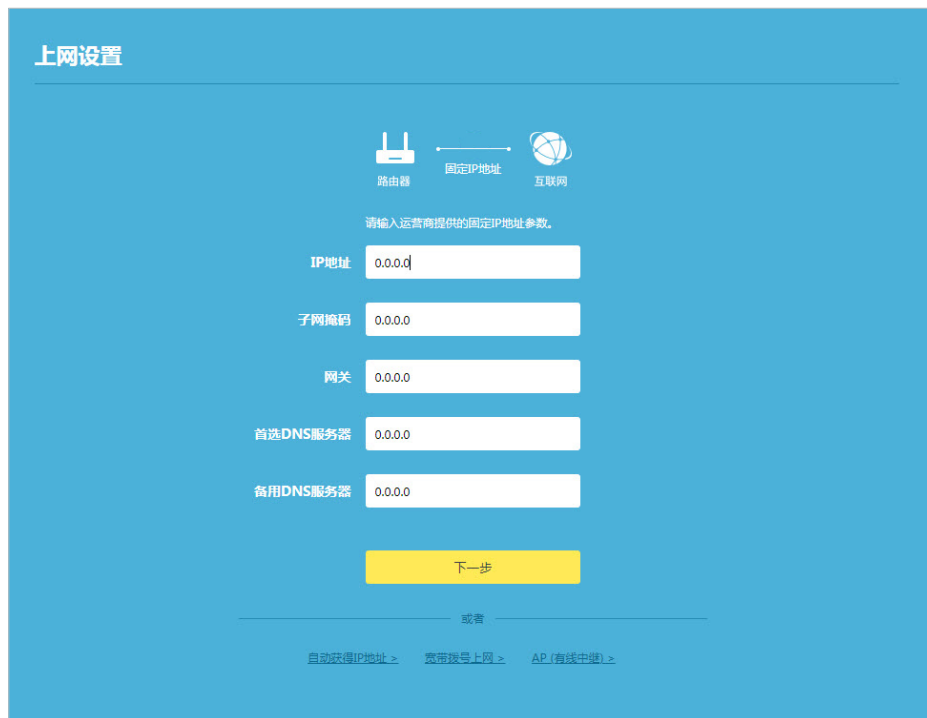 上网设置
固定IP地址
路由器 互联网
请输入运营商提供的固定IP地址参数。
IP地址 0.0.0.0
子网掩码 0.0.0.0
网关 0.0.0.0
首选DNS服务器 0.0.0.0
备用DNS服务器 0.0.0.0
下一步
或者
自动获得IP地址 > 宽带拨号上网 > AP (有线中继) >